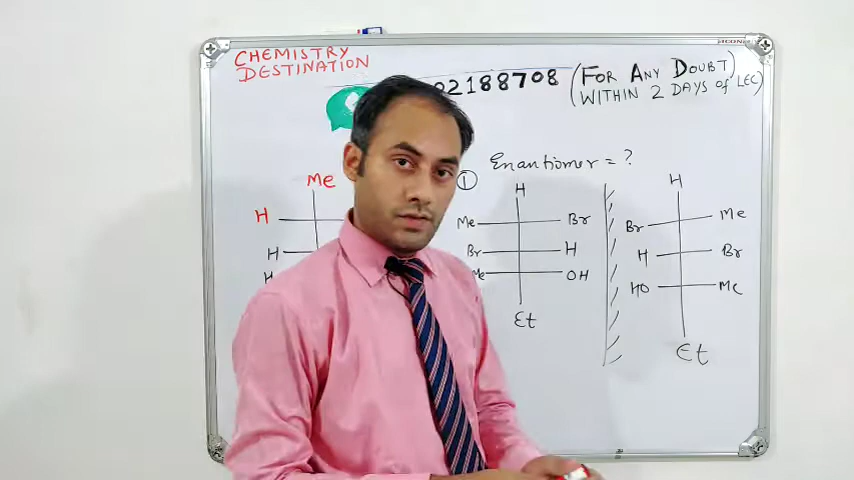 CHEMISTRY
DESTINATION
02188708 (FOR ANY DOUBT)
(WITHIN 2 DAYS of LEC)
Enantiomer = ?
①
Me
H
H
H
H
Me Br
Br H
Me OH
Et
H
Br Me
H Br
HO Me
Et